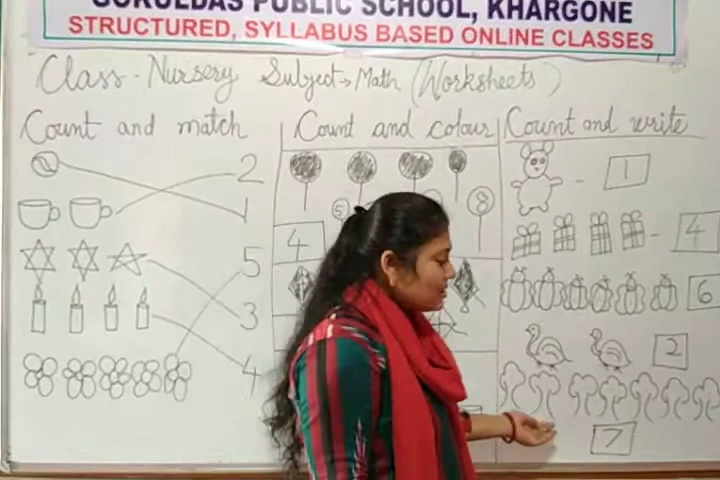 GOKULDAS PUBLIC SCHOOL, KHARGONE
STRUCTURED, SYLLABUS BASED ONLINE CLASSES
Class - Nursery Subject → Math (Worksheets)
Count and match
2
1
5
3
4
Count and colour
5
8
4
Count and write
- 1
- 4
6
2
7